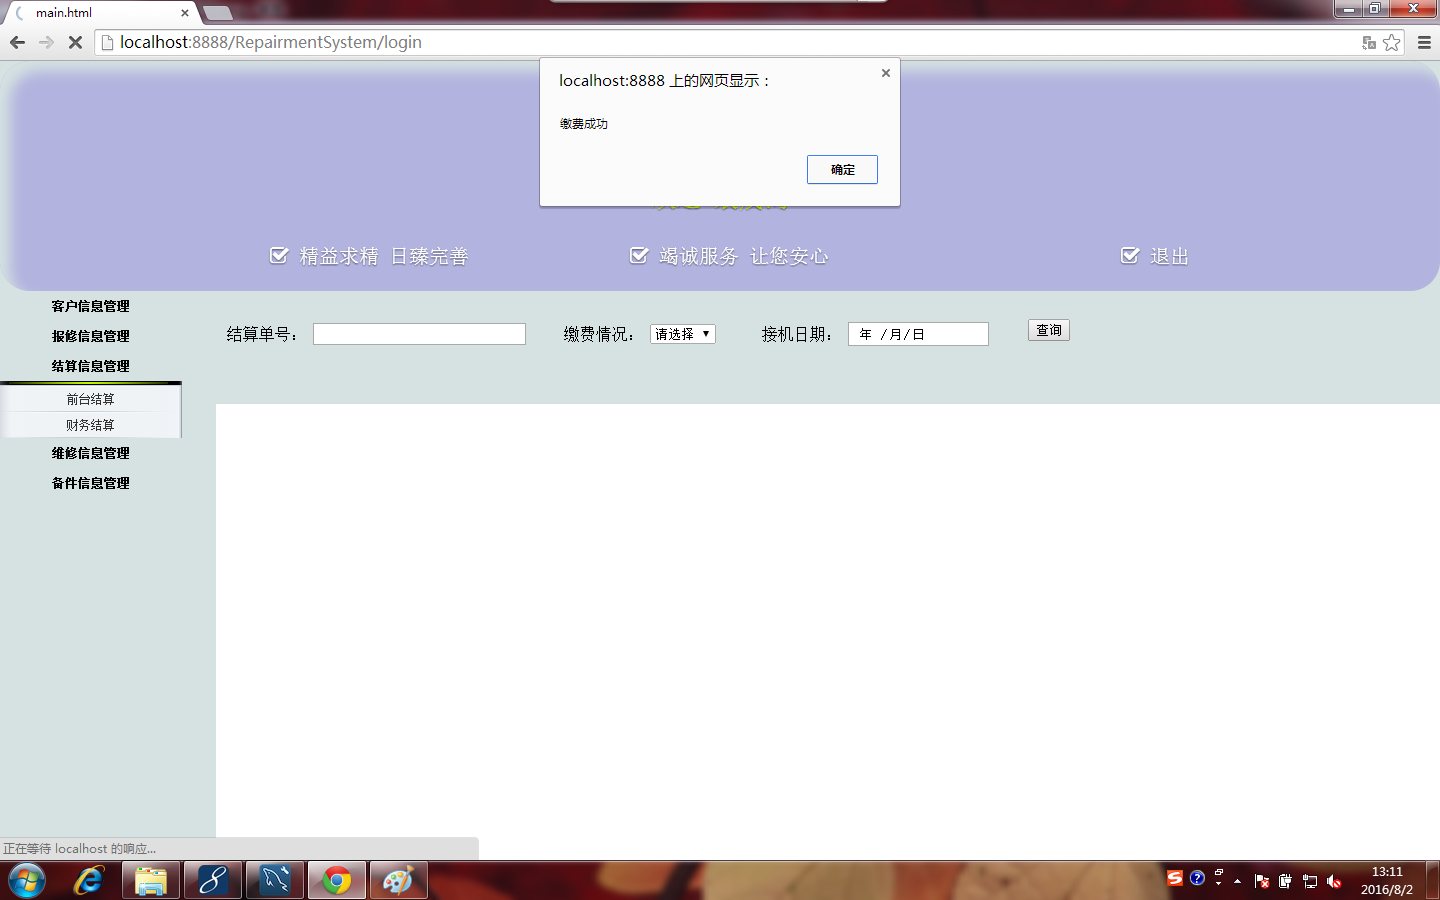 main.html
localhost:8888/RepairmentSystem/login
localhost:8888 上的网页显示：
缴费成功
确定
精益求精 日臻完善
竭诚服务 让您安心
退出
客户信息管理
报修信息管理
结算信息管理
前台结算
财务结算
维修信息管理
备件信息管理
结算单号：
缴费情况：
请选择
接机日期：
年 /月/日
查询
正在等待 localhost 的响应...
13:11
2016/8/2